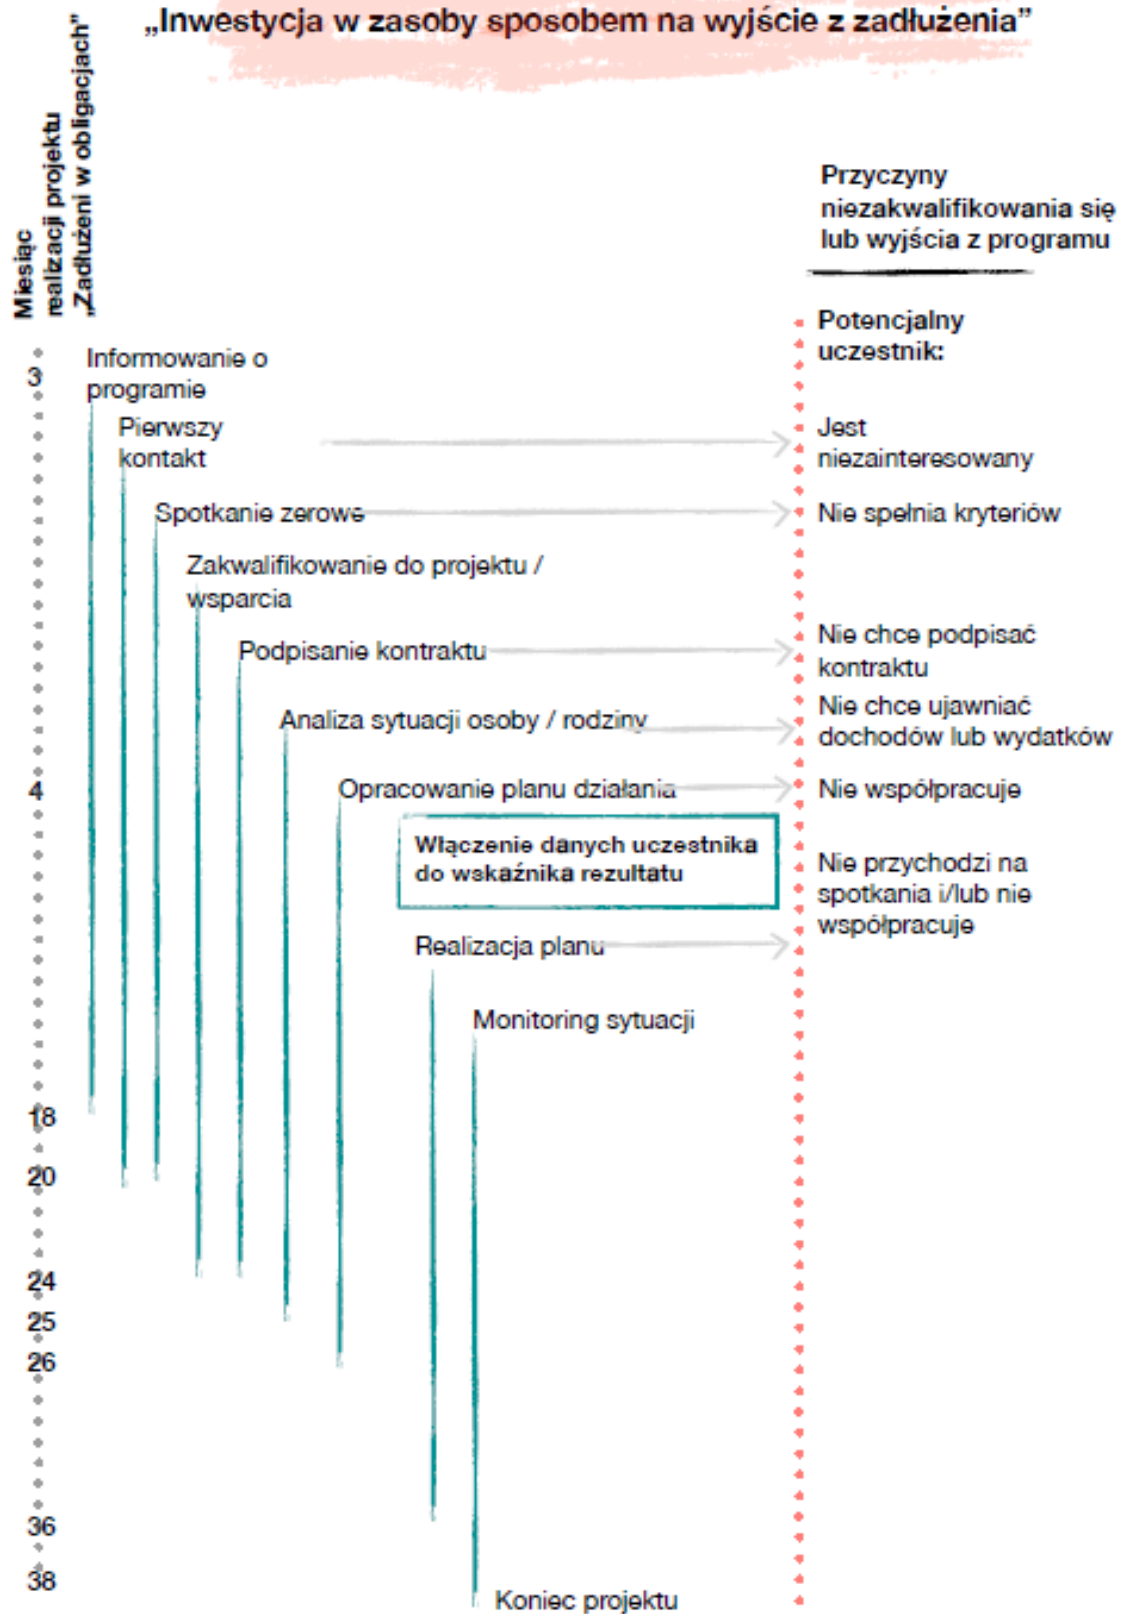 „Inwestycja w zasoby sposobem na wyjście z zadłużenia”
Miesiąc
realizacji projektu
„Zadłużeni w obligacjach”
Przyczyny
niezakwalifikowania się
lub wyjścia z programu
Potencjalny
uczestnik:
3
Informowanie o
programie
Pierwszy
kontakt
Jest
niezainteresowany
Spotkanie zerowe
Nie spełnia kryteriów
Zakwalifikowanie do projektu /
wsparcia
Podpisanie kontraktu
Nie chce podpisać
kontraktu
Analiza sytuacji osoby / rodziny
Nie chce ujawniać
dochodów lub wydatków
4
Opracowanie planu działania
Nie współpracuje
Włączenie danych uczestnika
do wskaźnika rezultatu
Nie przychodzi na
spotkania i/lub nie
współpracuje
Realizacja planu
Monitoring sytuacji
18
20
24
25
26
36
38
Koniec projektu